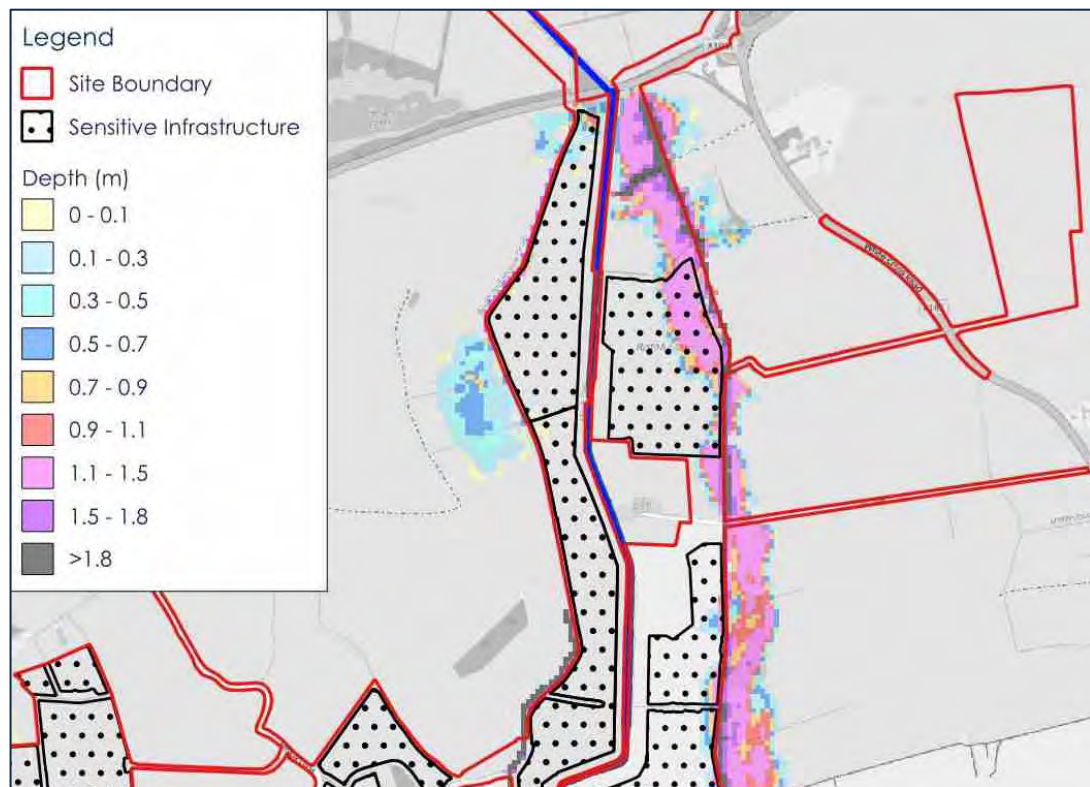 Legend
Site Boundary
Sensitive Infrastructure
Depth (m)
0 - 0.1
0.1 - 0.3
0.3 - 0.5
0.5 - 0.7
0.7 - 0.9
0.9 - 1.1
1.1 - 1.5
1.5 - 1.8
>1.8